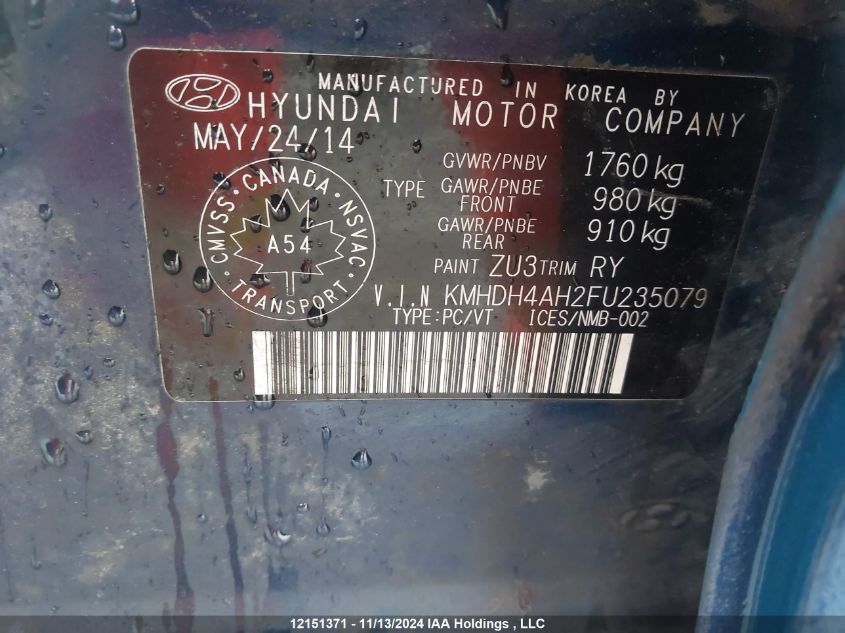 MANUFACTURED IN KOREA BY
HYUNDAI MOTOR COMPANY
MAY/24/14
GVWR/PNBV 1760 kg
TYPE GAWR/PNBE FRONT 980 kg
GAWR/PNBE REAR 910 kg
PAINT ZU3 TRIM RY
V.I.N KMHDH4AH2FU235079
TYPE:PC/VT ICES/NMB-002
CMVSS · CANADA · NSVAC · TRANSPORT ·
A54
12151371 - 11/13/2024 IAA Holdings , LLC